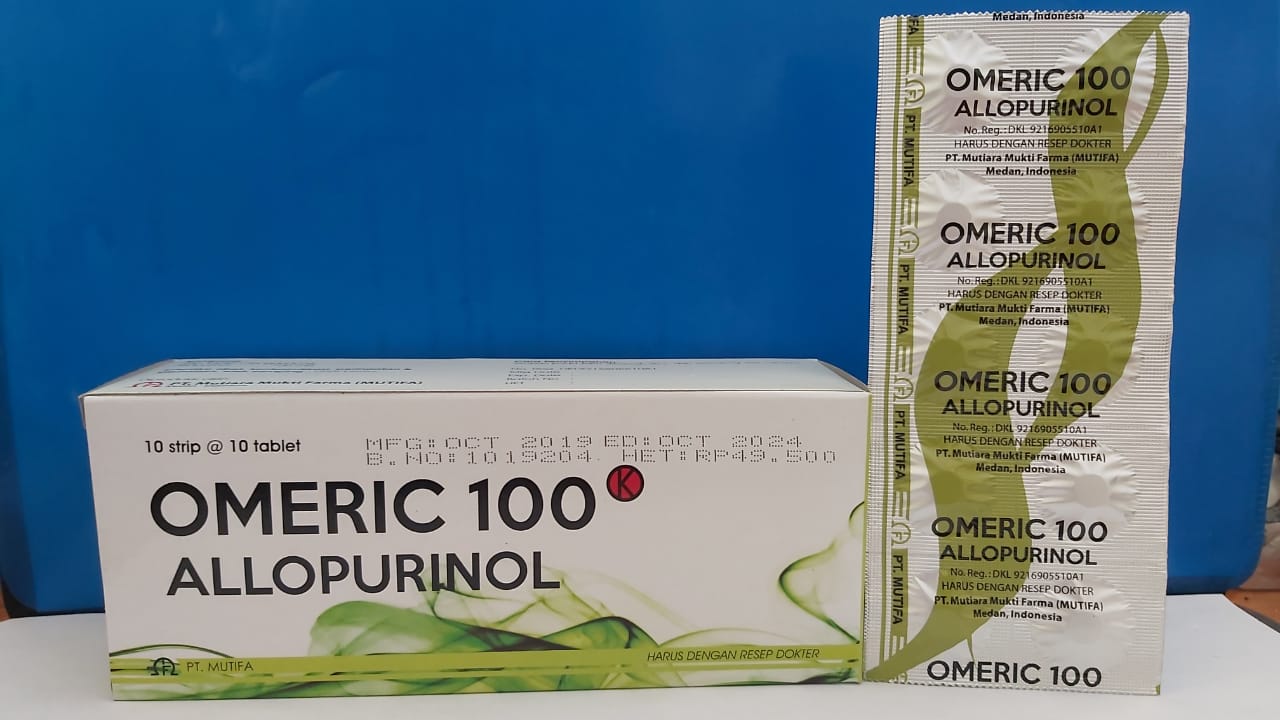 PT. Mutiara Mukti Farma (MUTIFA)
10 strip @ 10 tablet
FG:OCT 2019 ED:OCT 2024
B.NO:1019204 HET:RP49.500
OMERIC 100
K
ALLOPURINOL
PT. MUTIFA
HARUS DENGAN RESEP DOKTER
Medan, Indonesia
OMERIC 100
ALLOPURINOL
No. Reg. : DKL 9216905510A1
HARUS DENGAN RESEP DOKTER
PT. Mutiara Mukti Farma (MUTIFA)
Medan, Indonesia
OMERIC 100
ALLOPURINOL
No. Reg. : DKL 9216905510A1
HARUS DENGAN RESEP DOKTER
PT. Mutiara Mukti Farma (MUTIFA)
Medan, Indonesia
OMERIC 100
ALLOPURINOL
No. Reg. : DKL 9216905510A1
HARUS DENGAN RESEP DOKTER
PT. Mutiara Mukti Farma (MUTIFA)
Medan, Indonesia
OMERIC 100
ALLOPURINOL
No. Reg. : DKL 9216905510A1
HARUS DENGAN RESEP DOKTER
PT. Mutiara Mukti Farma (MUTIFA)
Medan, Indonesia
OMERIC 100
FA
PT. MUTIFA
PT. MUTIFA
PT. MUTIFA
PT. MUTIFA